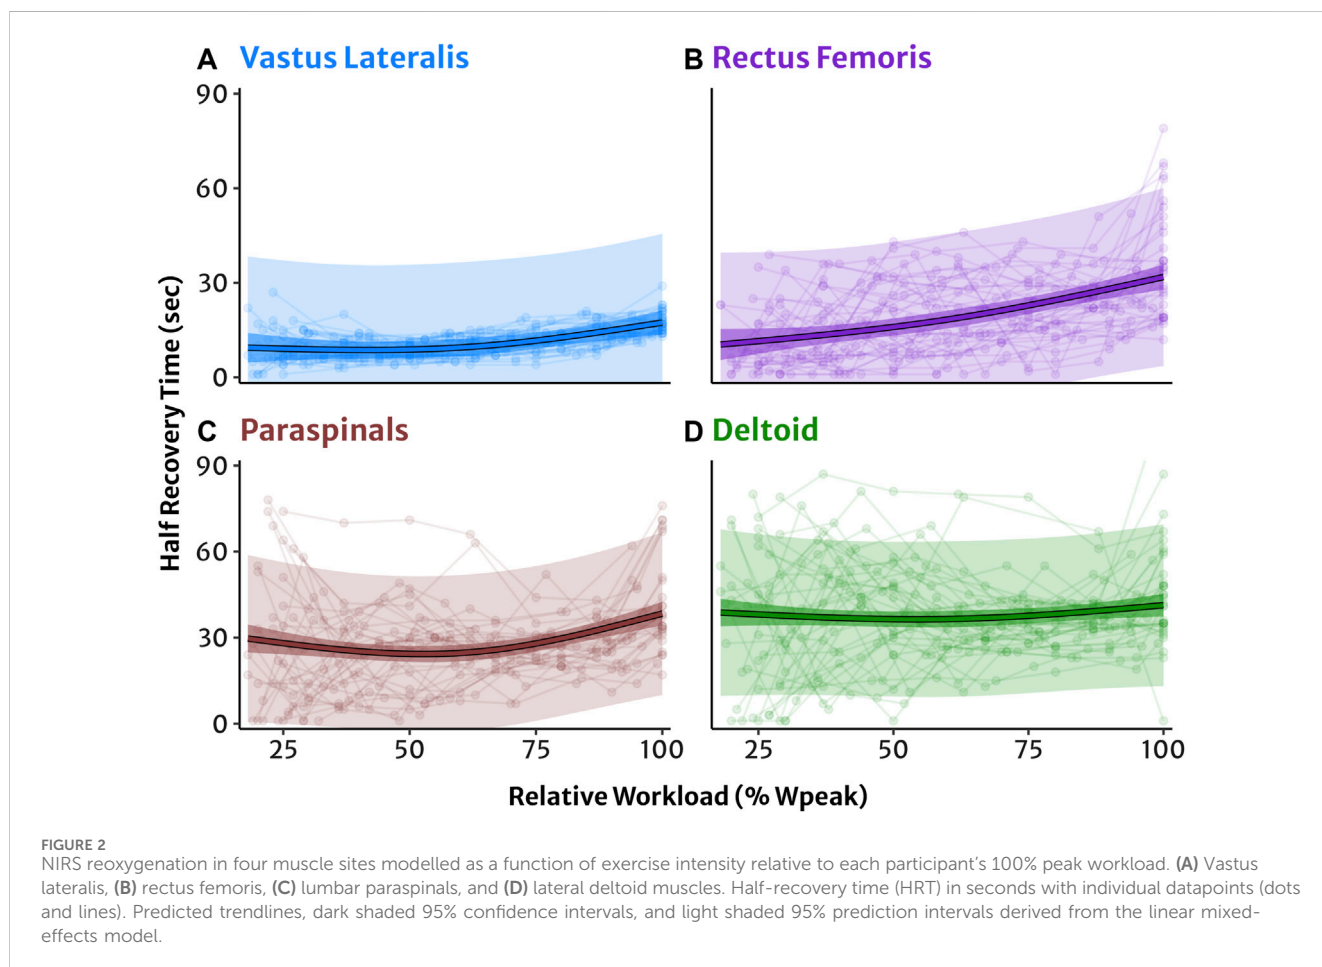 A Vastus Lateralis
B Rectus Femoris
90
60
30
0
Half Recovery Time (sec)
C Paraspinals
D Deltoid
90
60
30
0
25 50 75 100
25 50 75 100
Relative Workload (% Wpeak)
FIGURE 2
NIRS reoxygenation in four muscle sites modelled as a function of exercise intensity relative to each participant's 100% peak workload. (A) Vastus
lateralis, (B) rectus femoris, (C) lumbar paraspinals, and (D) lateral deltoid muscles. Half-recovery time (HRT) in seconds with individual datapoints (dots
and lines). Predicted trendlines, dark shaded 95% confidence intervals, and light shaded 95% prediction intervals derived from the linear mixed-
effects model.